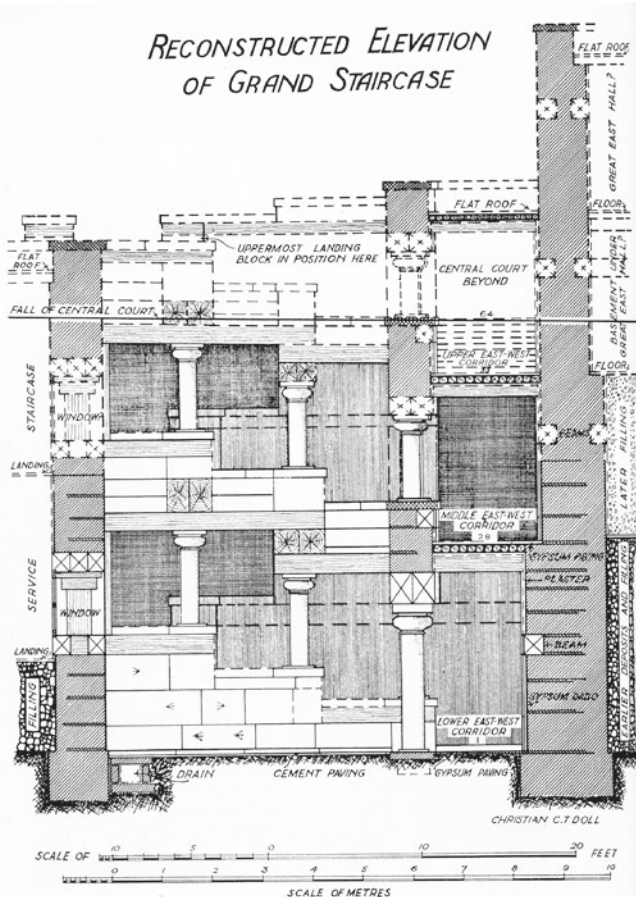 RECONSTRUCTED ELEVATION
OF GRAND STAIRCASE
FLAT ROOF
GREAT EAST HALL?
FLOOR
FLAT ROOF
UPPERMOST LANDING
BLOCK IN POSITION HERE
FLAT
ROOF
CENTRAL COURT
BEYOND
BASEMENT UNDER
GREAT EAST HALL?
FALL OF CENTRAL COURT
64
UPPER EAST-WEST
CORRIDOR
FLOOR
STAIRCASE
WINDOW?
BEAMS
LATER FILLING
LANDING
MIDDLE EAST-WEST
CORRIDOR
28
GYPSUM PAVING
PLASTER
SERVICE
WINDOW
BEAM
LANDING
EARLIER DEPOSITS AND FILLING
FILLING
GYPSUM DADO
LOWER EAST-WEST
CORRIDOR
1
DRAIN
CEMENT PAVING
GYPSUM PAVING
CHRISTIAN C.T DOLL
SCALE OF 10 5 0 10 20 FEET
0 1 2 3 4 5 6 7 8 9 10
SCALE OF METRES